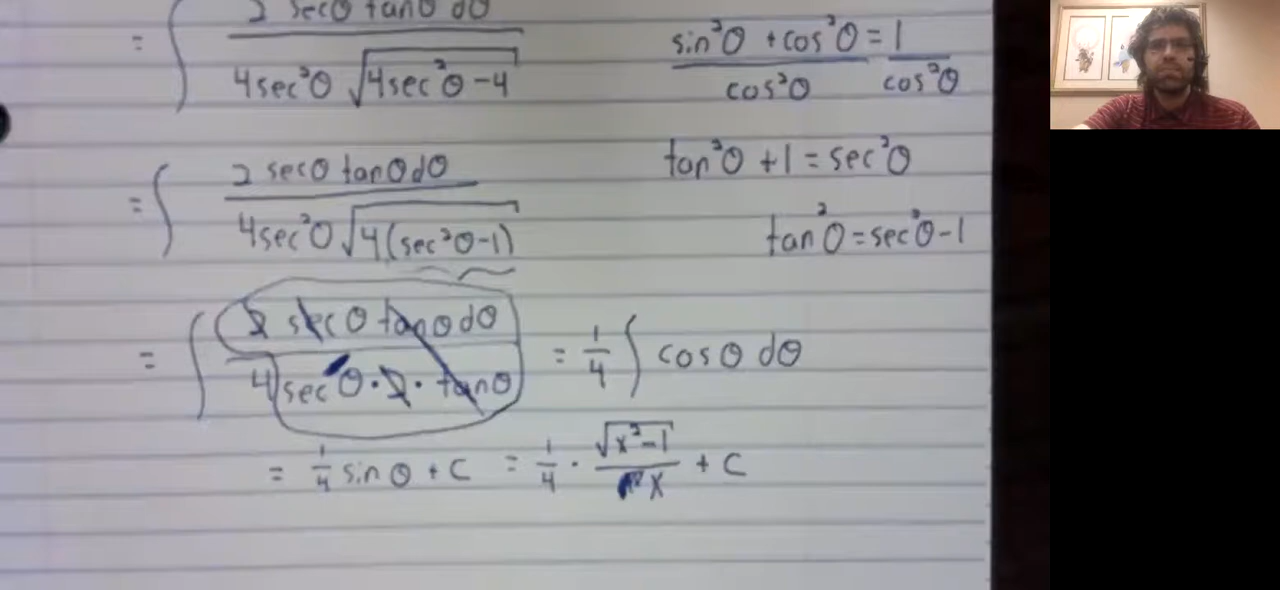 = ∫ 2 secθ tanθ dθ / 4sec²θ √(4sec²θ - 4)
sin²θ + cos²θ / cos²θ = 1 / cos²θ
= ∫ 2 secθ tanθ dθ / 4sec²θ √(4(sec²θ-1))
tan²θ + 1 = sec²θ
tan²θ = sec²θ - 1
= ∫ 2 secθ tanθ dθ / 4 secθ · 2 · tanθ = 1/4 ∫ cosθ dθ
= 1/4 sinθ + C = 1/4 · √(x²-1) / x + C